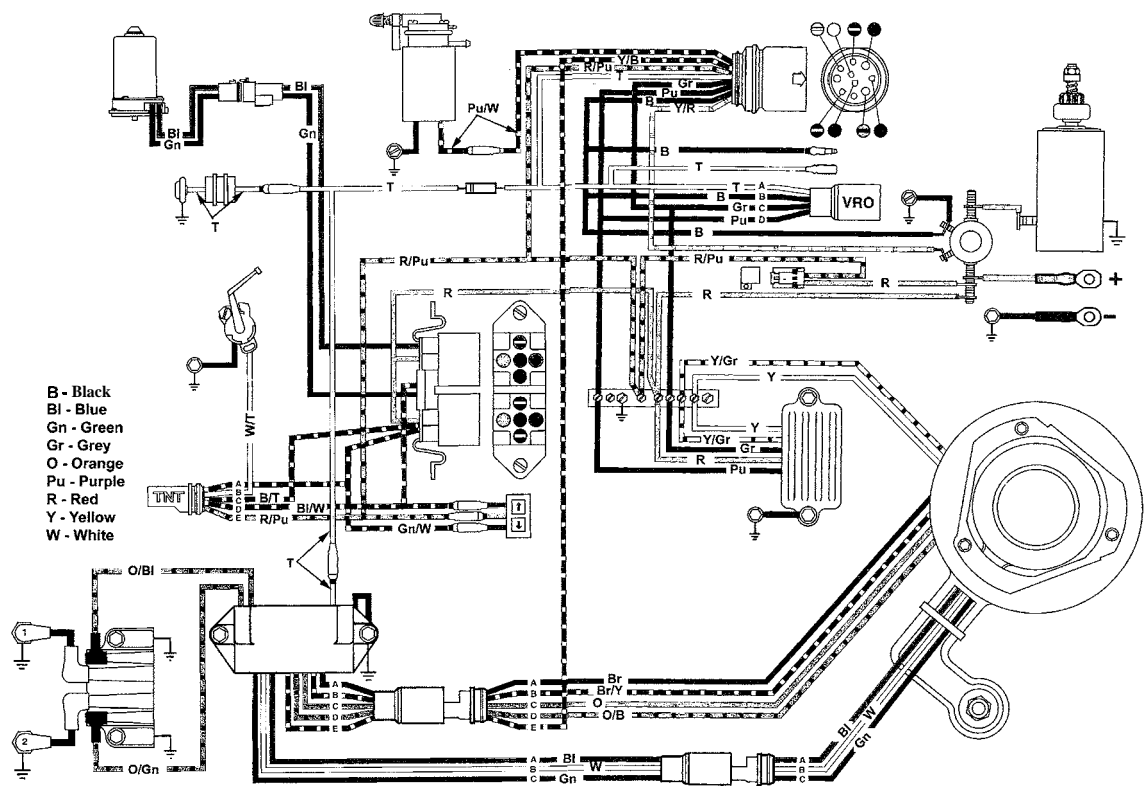 Y/B
R/Pu
T
Gr
Pu
B
Y/R
Bl
Bl
Gn
Gn
Pu/W
B
T
T
T
T A
B B
Gr C
Pu D
VRO
B
R/Pu
R/Pu
R
R
+
−
Y/Gr
Y
Y
Y/Gr
Gr
R
Pu
B - Black
Bl - Blue
Gn - Green
Gr - Grey
O - Orange
Pu - Purple
R - Red
Y - Yellow
W - White
W/T
TNT
A
B
C
D
E
B/T
Bl/W
R/Pu
Gn/W
T
O/Bl
1
2
O/Gn
A
B
C
D
E
A
B
C
D
E
Br
Br/Y
O
O/B
A Bl
B W
C Gn
A
B
C
Bl
W
Gn